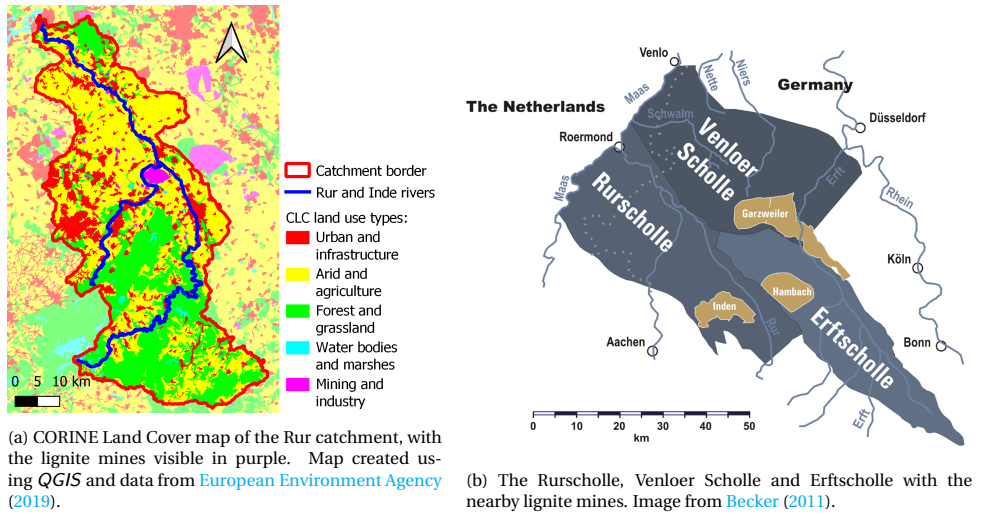 Catchment border
Rur and Inde rivers
CLC land use types:
Urban and
infrastructure
Arid and
agriculture
Forest and
grassland
Water bodies
and marshes
Mining and
industry
0 5 10 km
(a) CORINE Land Cover map of the Rur catchment, with
the lignite mines visible in purple. Map created us-
ing QGIS and data from European Environment Agency
(2019).
Venlo
Maas
Nette
Niers
Germany
The Netherlands
Schwalm
Düsseldorf
Roermond
Venloer
Scholle
Maas
Rurscholle
Erft
Rhein
Garzweiler
Köln
Hambach
Inden
Rur
Erftscholle
Aachen
Bonn
Erft
0 10 20 30 40 50
km
(b) The Rurscholle, Venloer Scholle and Erftscholle with the
nearby lignite mines. Image from Becker (2011).